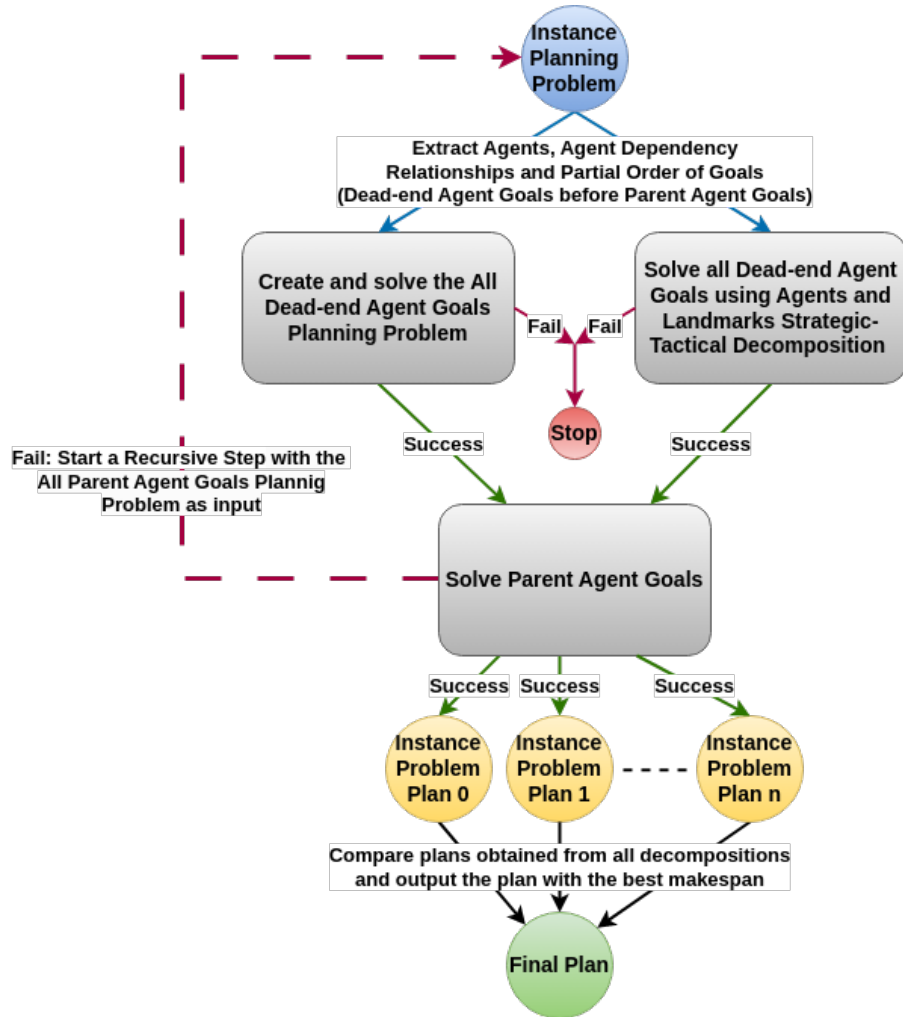 Instance
Planning
Problem
Extract Agents, Agent Dependency
Relationships and Partial Order of Goals
(Dead-end Agent Goals before Parent Agent Goals)
Create and solve the All
Dead-end Agent Goals
Planning Problem
Solve all Dead-end Agent
Goals using Agents and
Landmarks Strategic-
Tactical Decomposition
Fail
Fail
Stop
Success
Success
Fail: Start a Recursive Step with the
All Parent Agent Goals Plannig
Problem as input
Solve Parent Agent Goals
Success
Success
Success
Instance
Problem
Plan 0
Instance
Problem
Plan 1
Instance
Problem
Plan n
Compare plans obtained from all decompositions
and output the plan with the best makespan
Final Plan